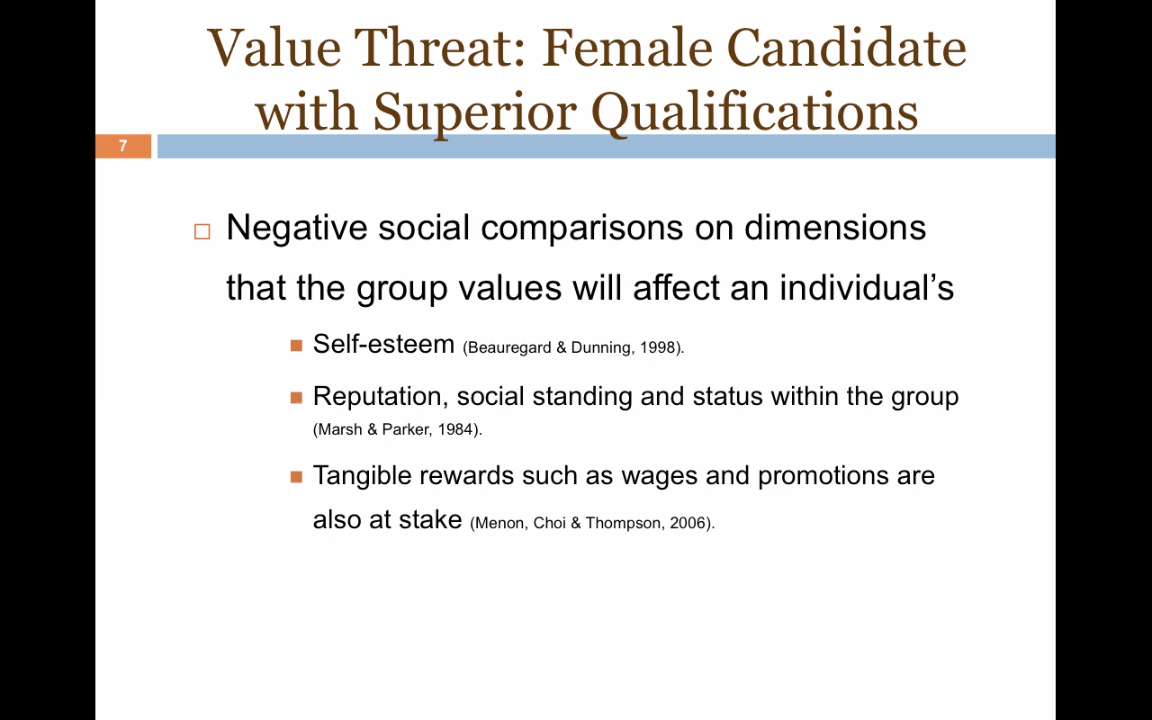 Value Threat: Female Candidate
with Superior Qualifications
7
Negative social comparisons on dimensions
that the group values will affect an individual’s
Self-esteem (Beauregard & Dunning, 1998).
Reputation, social standing and status within the group
(Marsh & Parker, 1984).
Tangible rewards such as wages and promotions are
also at stake (Menon, Choi & Thompson, 2006).